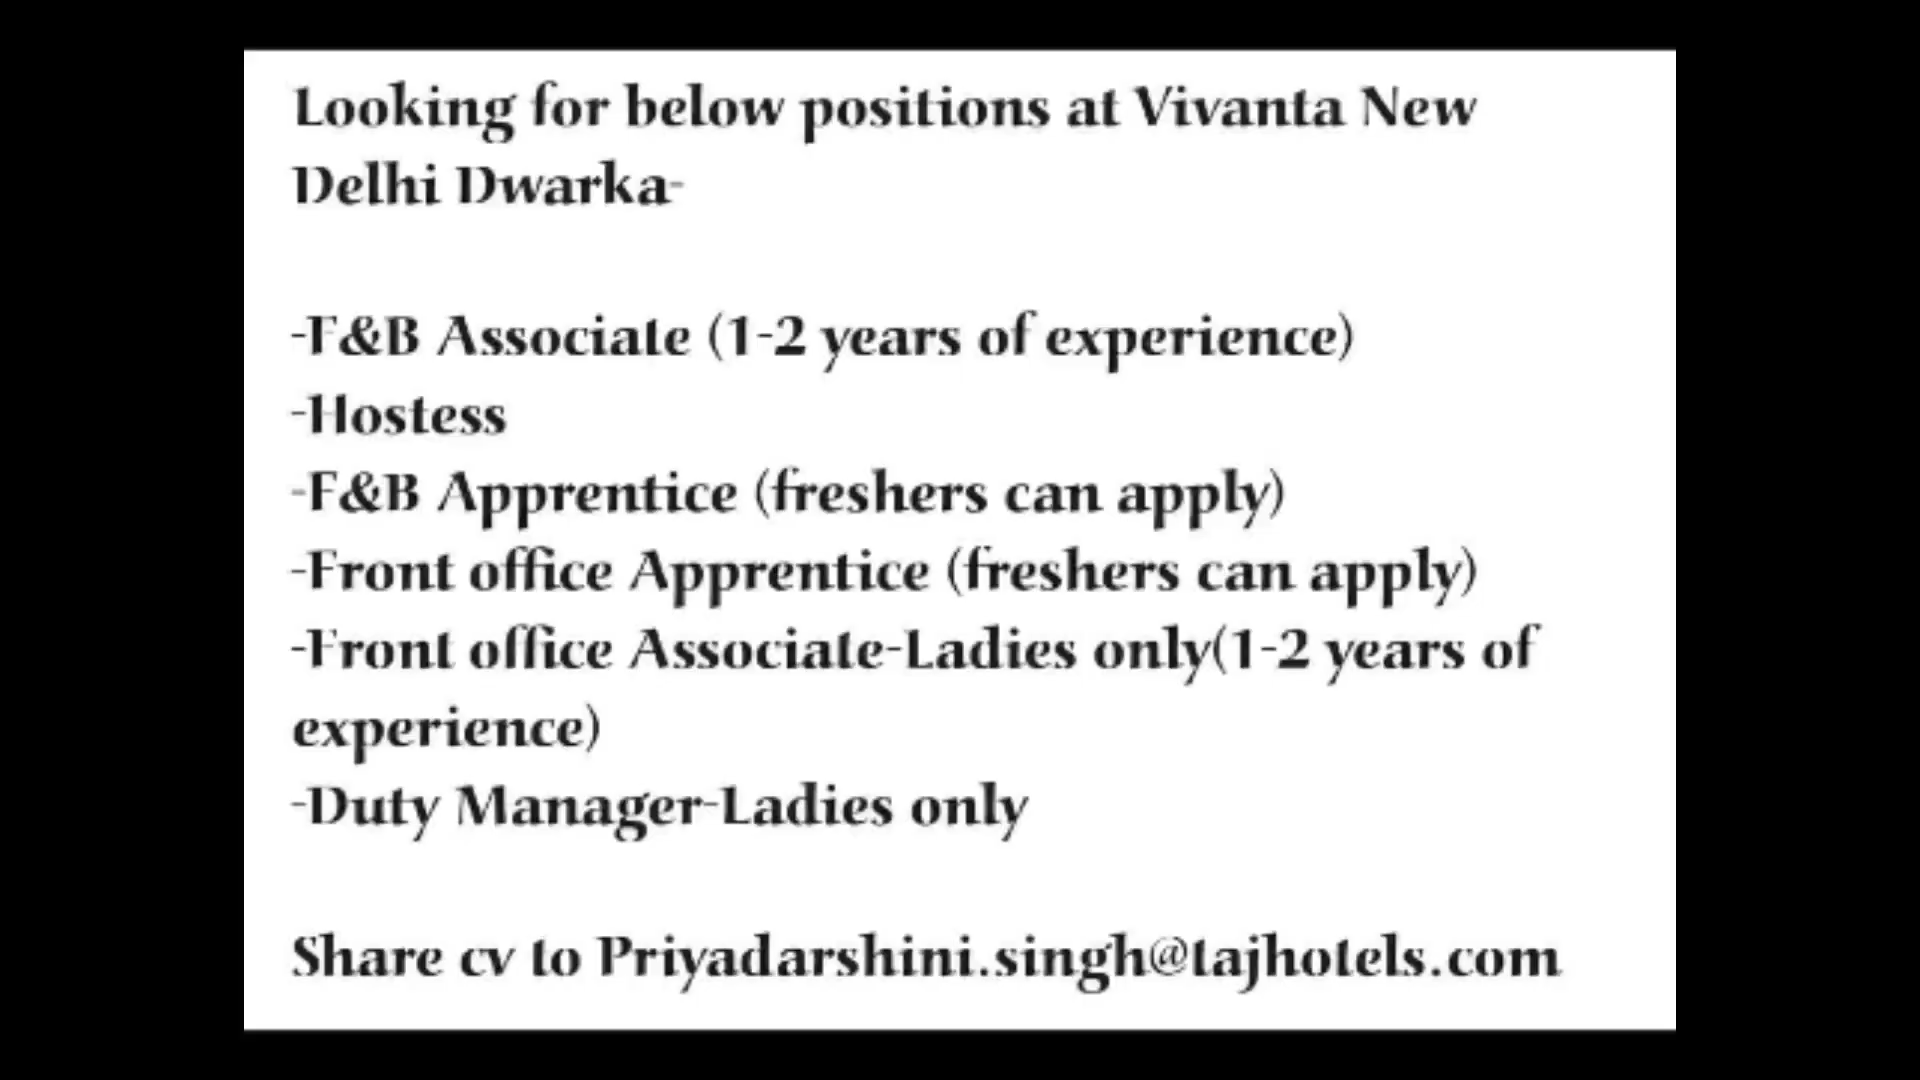 Looking for below positions at Vivanta New
Delhi Dwarka-
-F&B Associate (1-2 years of experience)
-Hostess
-F&B Apprentice (freshers can apply)
-Front office Apprentice (freshers can apply)
-Front office Associate-Ladies only(1-2 years of
experience)
-Duty Manager-Ladies only
Share cv to Priyadarshini.singh@tajhotels.com